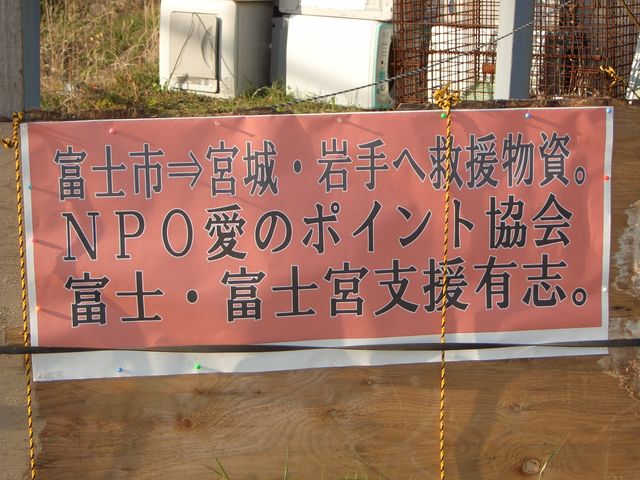 富士市⇒宮城・岩手へ救援物資。
NPO愛のポイント協会
富士・富士宮支援有志。